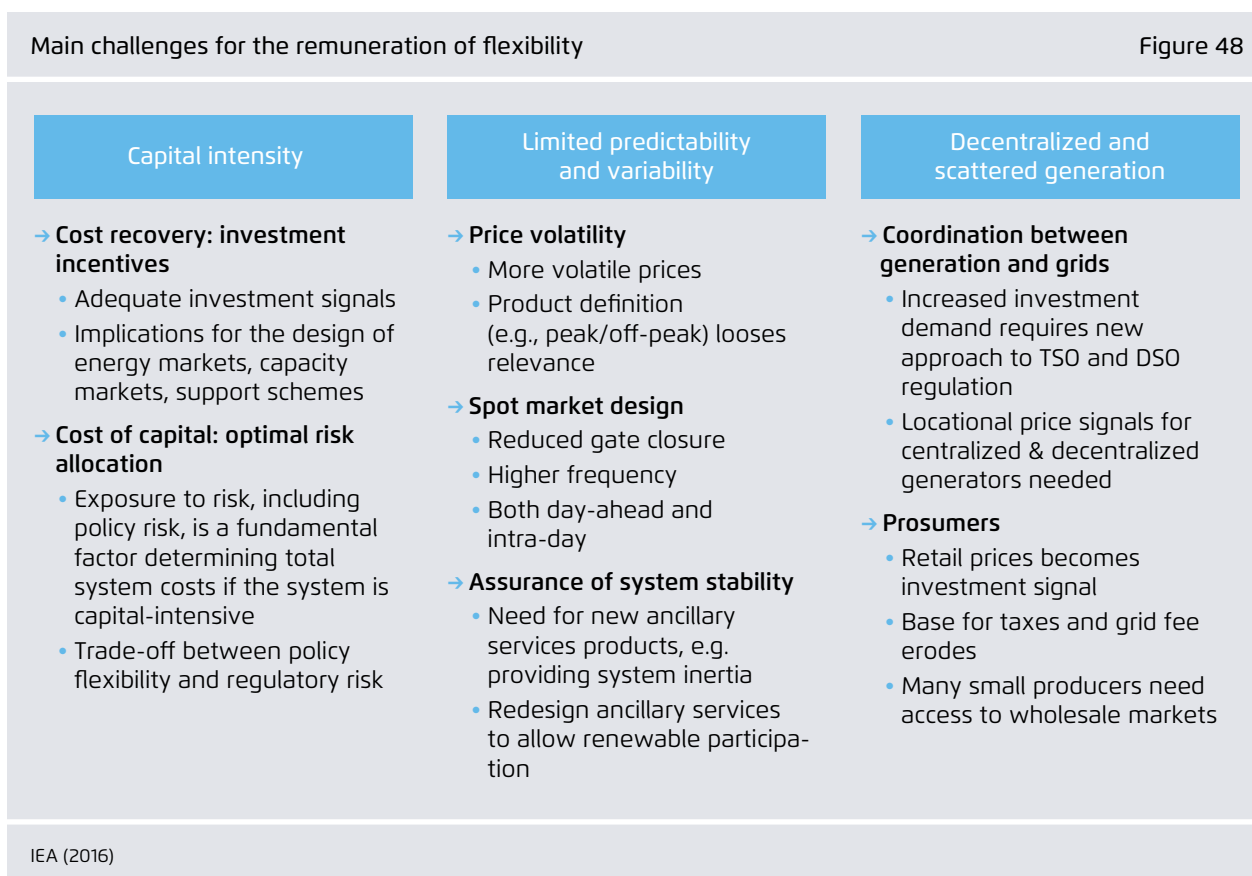 Main challenges for the remuneration of flexibility
Figure 48
Capital intensity
→ Cost recovery: investment
incentives
• Adequate investment signals
• Implications for the design of
energy markets, capacity
markets, support schemes
→ Cost of capital: optimal risk
allocation
• Exposure to risk, including
policy risk, is a fundamental
factor determining total
system costs if the system is
capital-intensive
• Trade-off between policy
flexibility and regulatory risk
Limited predictability
and variability
→ Price volatility
• More volatile prices
• Product definition
(e.g., peak/off-peak) looses
relevance
→ Spot market design
• Reduced gate closure
• Higher frequency
• Both day-ahead and
intra-day
→ Assurance of system stability
• Need for new ancillary
services products, e.g.
providing system inertia
• Redesign ancillary services
to allow renewable participa-
tion
Decentralized and
scattered generation
→ Coordination between
generation and grids
• Increased investment
demand requires new
approach to TSO and DSO
regulation
• Locational price signals for
centralized & decentralized
generators needed
→ Prosumers
• Retail prices becomes
investment signal
• Base for taxes and grid fee
erodes
• Many small producers need
access to wholesale markets
IEA (2016)